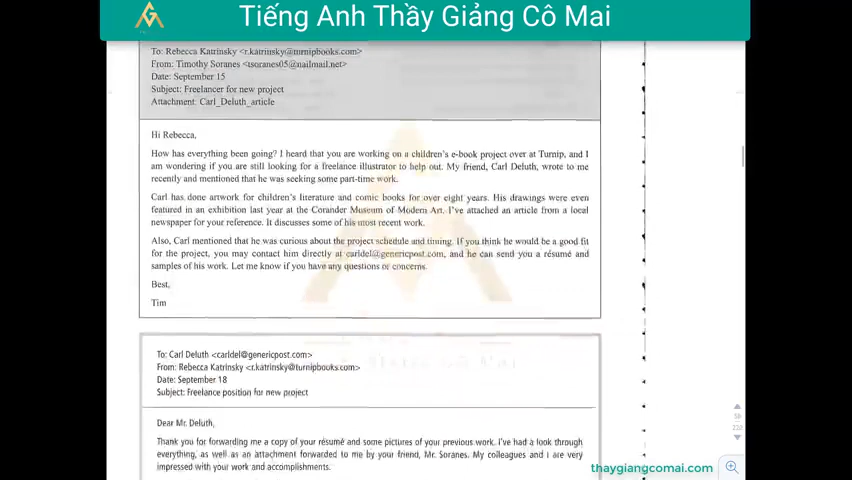 Tiếng Anh Thầy Giảng Cô Mai
To: Rebecca Katrinsky <r.katrinsky@turnipbooks.com>
From: Timothy Soranes <tsoranes05@nailmail.net>
Date: September 15
Subject: Freelancer for new project
Attachment: Carl_Deluth_article
Hi Rebecca,
How has everything been going? I heard that you are working on a children's e-book project over at Turnip, and I
am wondering if you are still looking for a freelance illustrator to help out. My friend, Carl Deluth, wrote to me
recently and mentioned that he was seeking some part-time work.
Carl has done artwork for children's literature and comic books for over eight years. His drawings were even
featured in an exhibition last year at the Corander Museum of Modern Art. I've attached an article from a local
newspaper for your reference. It discusses some of his most recent work.
Also, Carl mentioned that he was curious about the project schedule and timing. If you think he would be a good fit
for the project, you may contact him directly at carldel@genericpost.com, and he can send you a résumé and
samples of his work. Let me know if you have any questions or concerns.
Best,
Tim
To: Carl Deluth <carldel@genericpost.com>
From: Rebecca Katrinsky <r.katrinsky@turnipbooks.com>
Date: September 18
Subject: Freelance position for new project
Dear Mr. Deluth,
Thank you for forwarding me a copy of your résumé and some pictures of your previous work. I've had a look through
everything, as well as an attachment forwarded to me by your friend, Mr. Soranes. My colleagues and I are very
impressed with your work and accomplishments.
thaygiangcomai.com